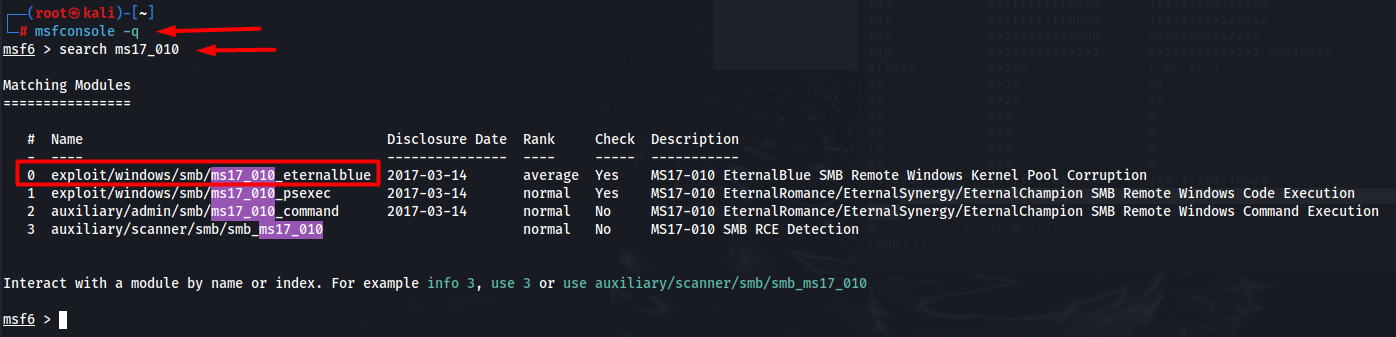 (root㉿kali)-[~]
# msfconsole -q
msf6 > search ms17_010
Matching Modules
================
# Name Disclosure Date Rank Check Description
- ---- --------------- ---- ----- -----------
0 exploit/windows/smb/ms17_010_eternalblue 2017-03-14 average Yes MS17-010 EternalBlue SMB Remote Windows Kernel Pool Corruption
1 exploit/windows/smb/ms17_010_psexec 2017-03-14 normal Yes MS17-010 EternalRomance/EternalSynergy/EternalChampion SMB Remote Windows Code Execution
2 auxiliary/admin/smb/ms17_010_command 2017-03-14 normal No MS17-010 EternalRomance/EternalSynergy/EternalChampion SMB Remote Windows Command Execution
3 auxiliary/scanner/smb/smb_ms17_010 normal No MS17-010 SMB RCE Detection
Interact with a module by name or index. For example info 3, use 3 or use auxiliary/scanner/smb/smb_ms17_010
msf6 >